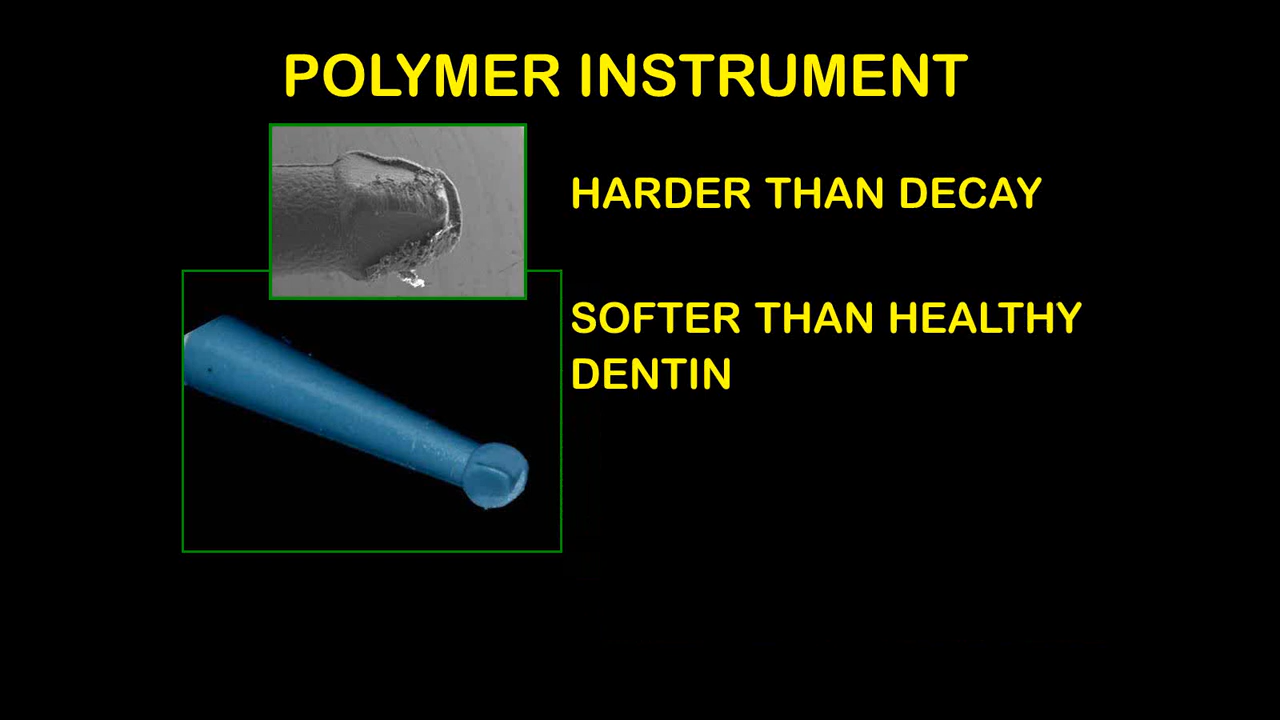 POLYMER INSTRUMENT
HARDER THAN DECAY
SOFTER THAN HEALTHY
DENTIN